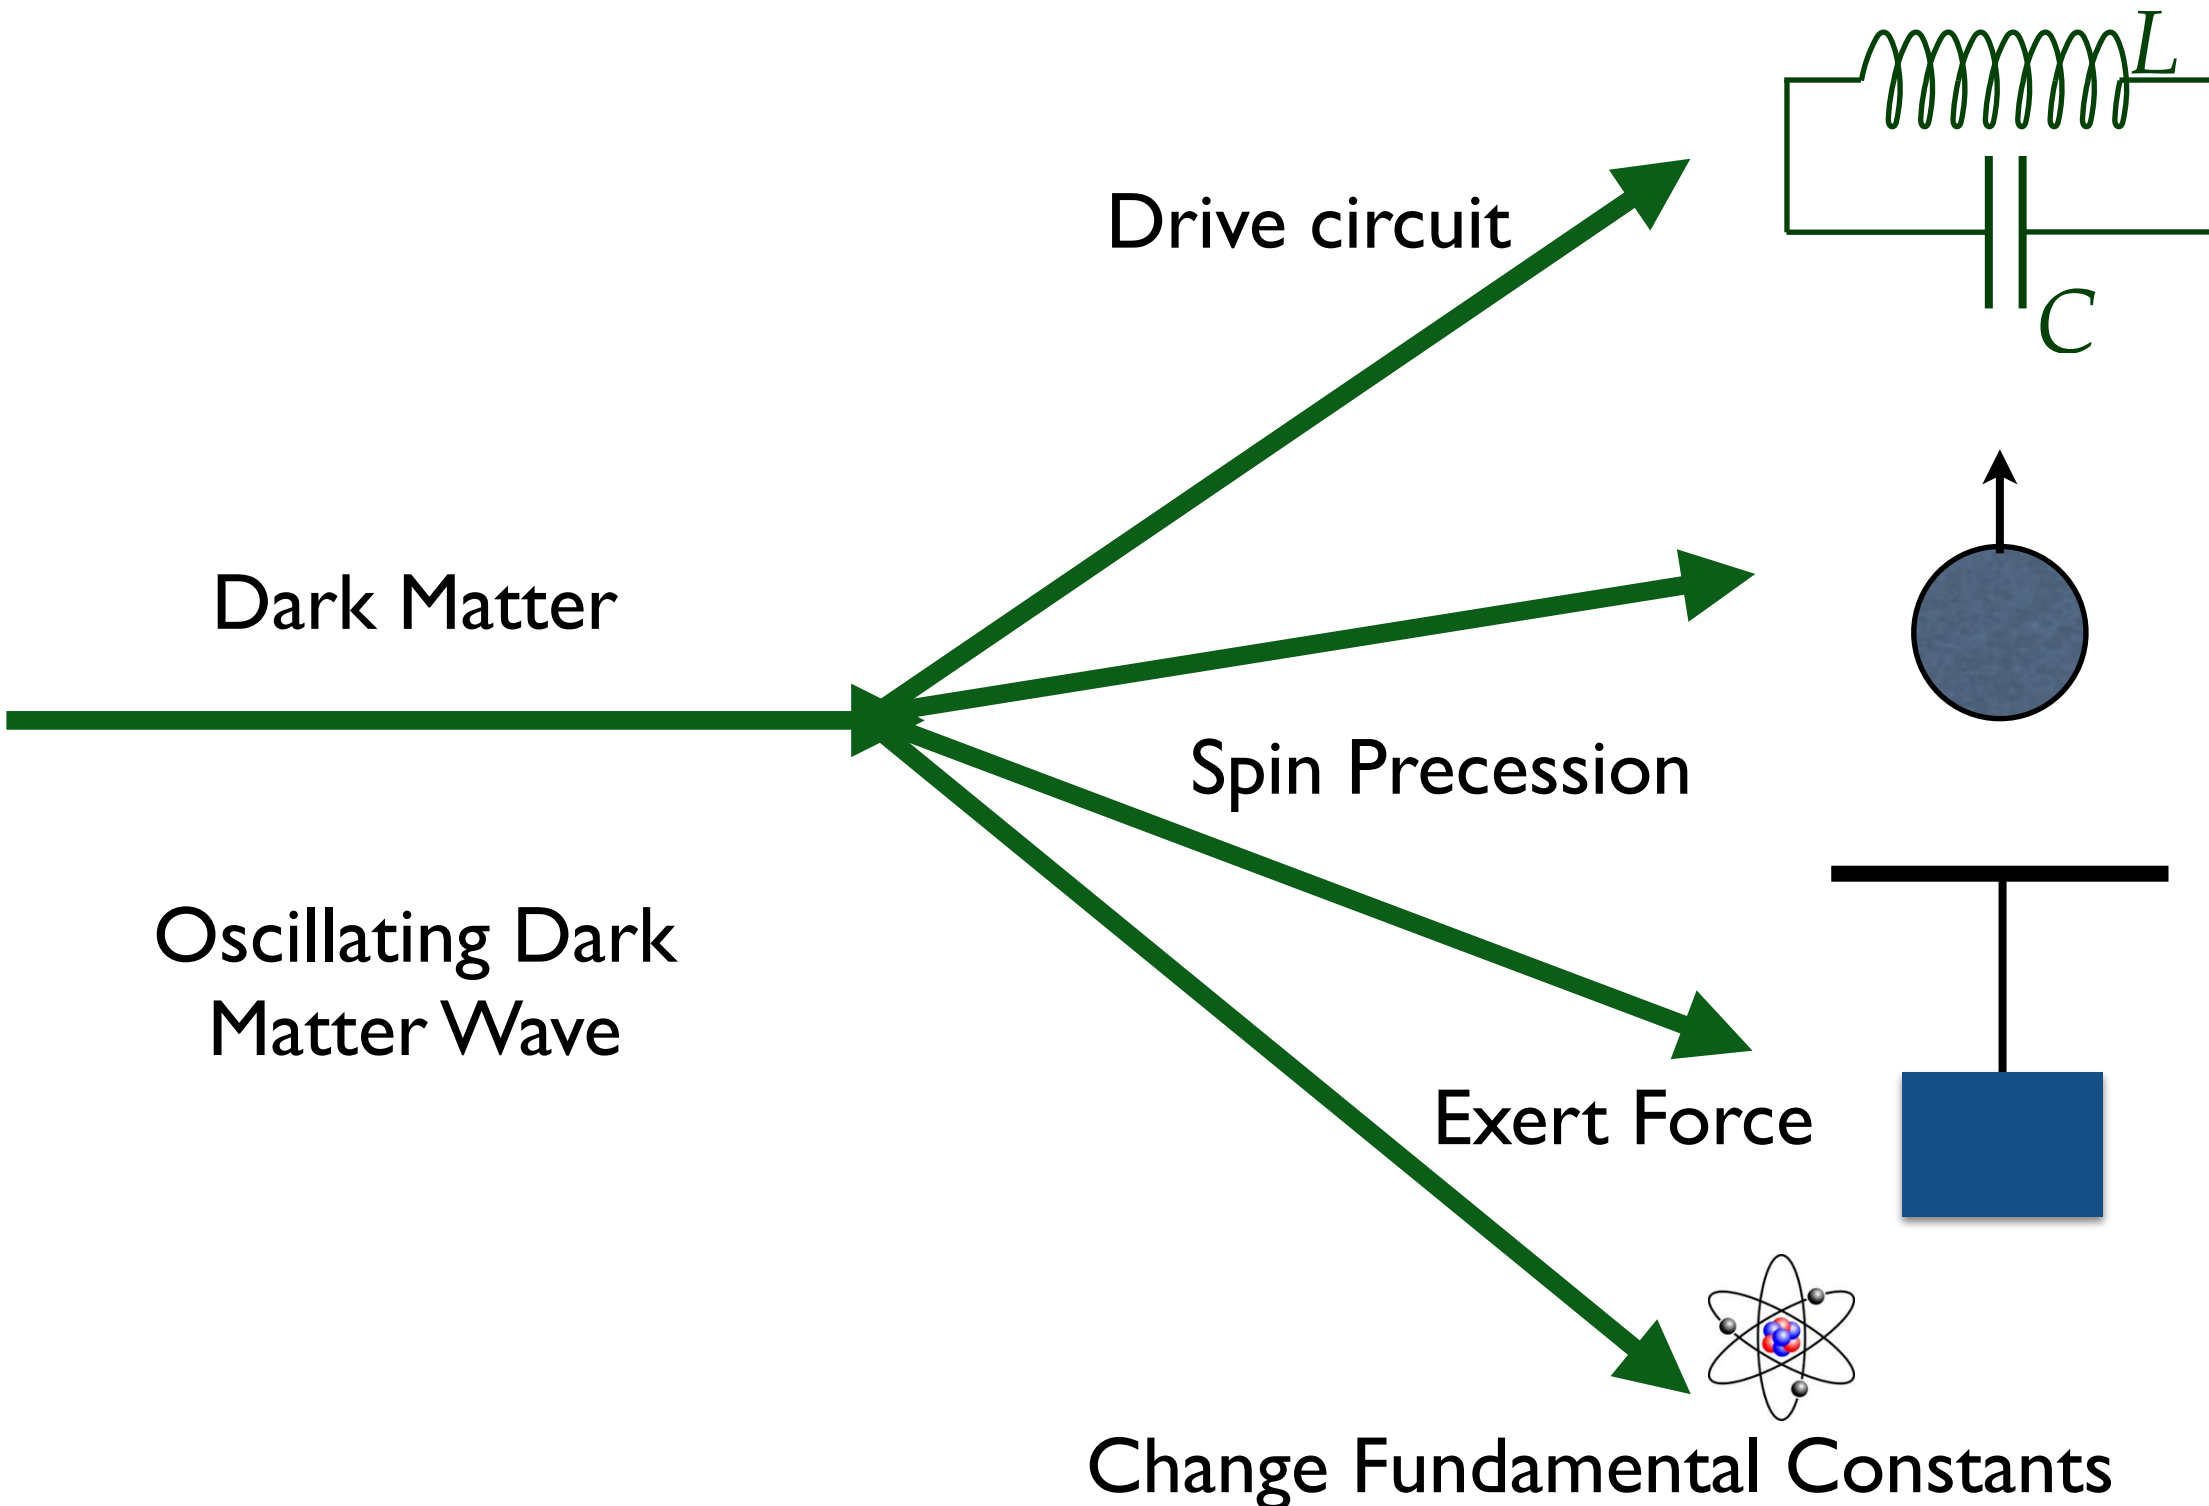 L
Drive circuit
C
Dark Matter
Spin Precession
Oscillating Dark
Matter Wave
Exert Force
Change Fundamental Constants